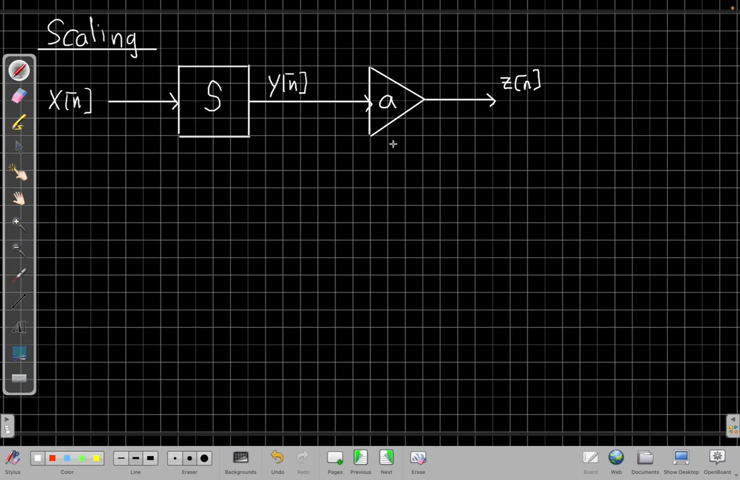 Scaling
X[n] S Y[n] a Z[n]
Stylus Color Line Eraser Backgrounds Undo Redo Pages Previous Next Erase Board Web Documents Show Desktop OpenBoard